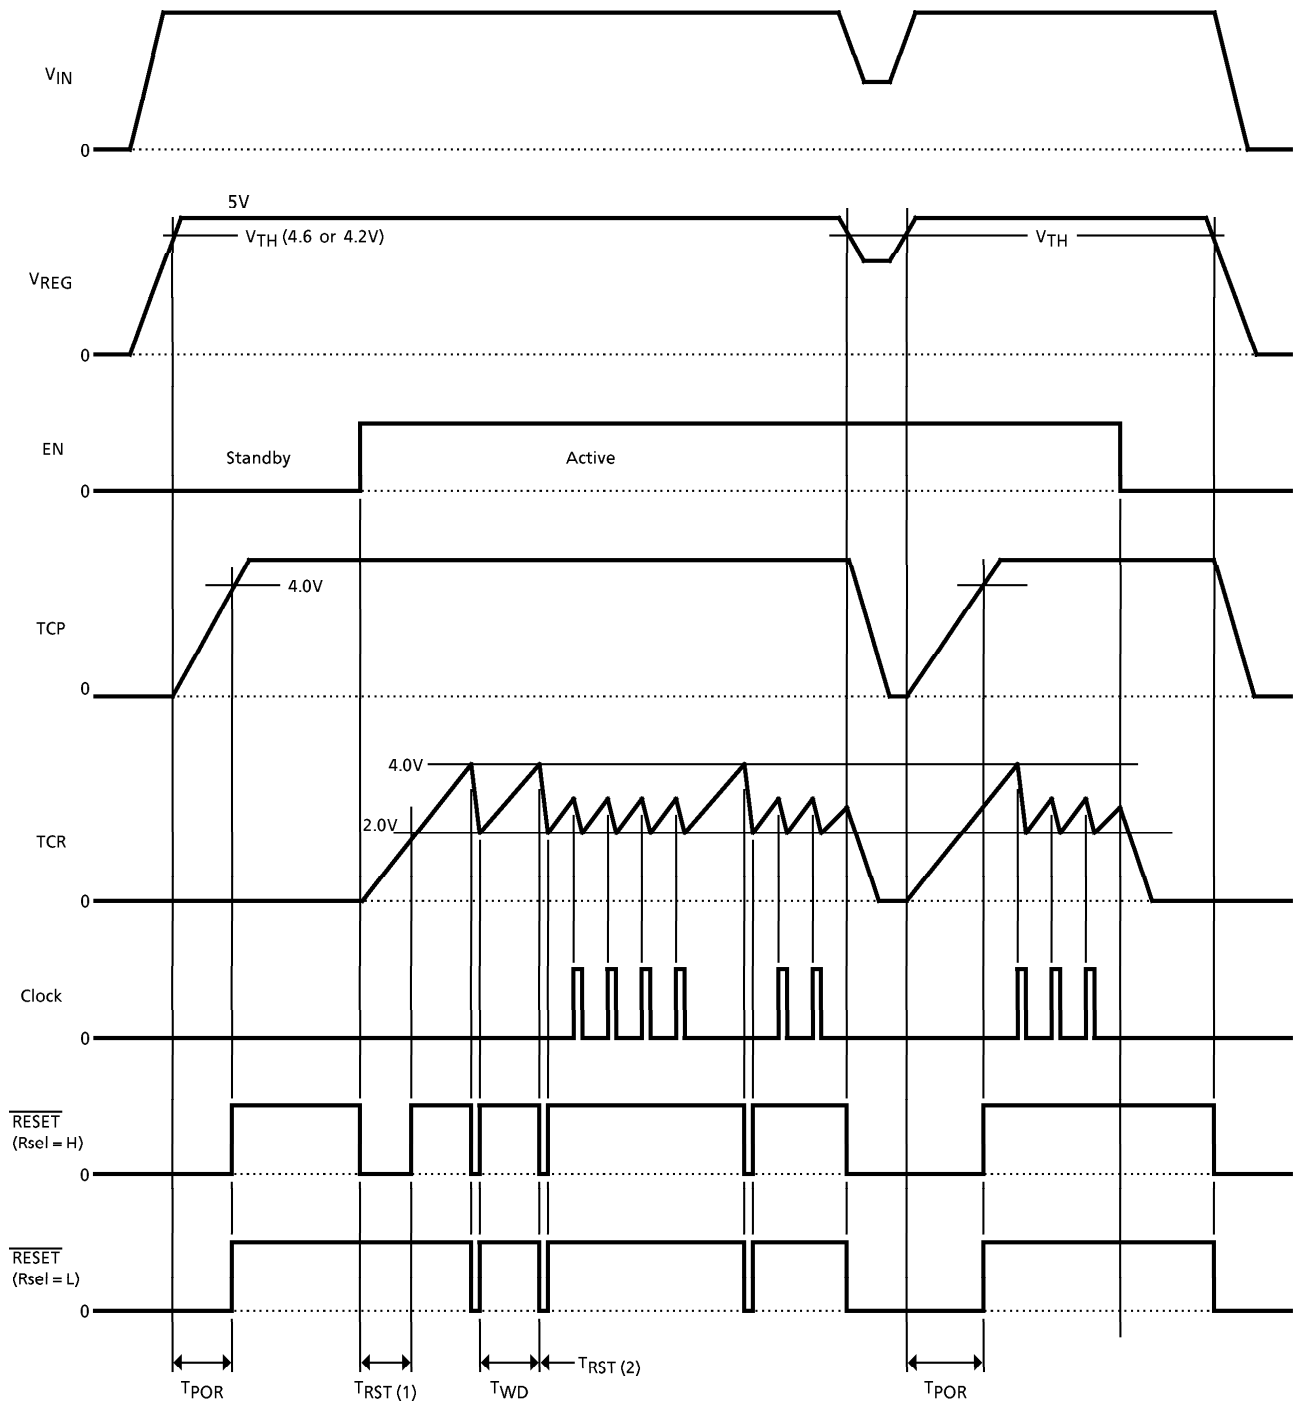 VIN
0
5V
VTH (4.6 or 4.2V)
VTH
VREG
0
EN
Standby
Active
0
4.0V
TCP
0
4.0V
2.0V
TCR
0
Clock
0
RESET
(Rsel = H)
0
RESET
(Rsel = L)
0
TRST (2)
TPOR
TRST (1)
TWD
TPOR